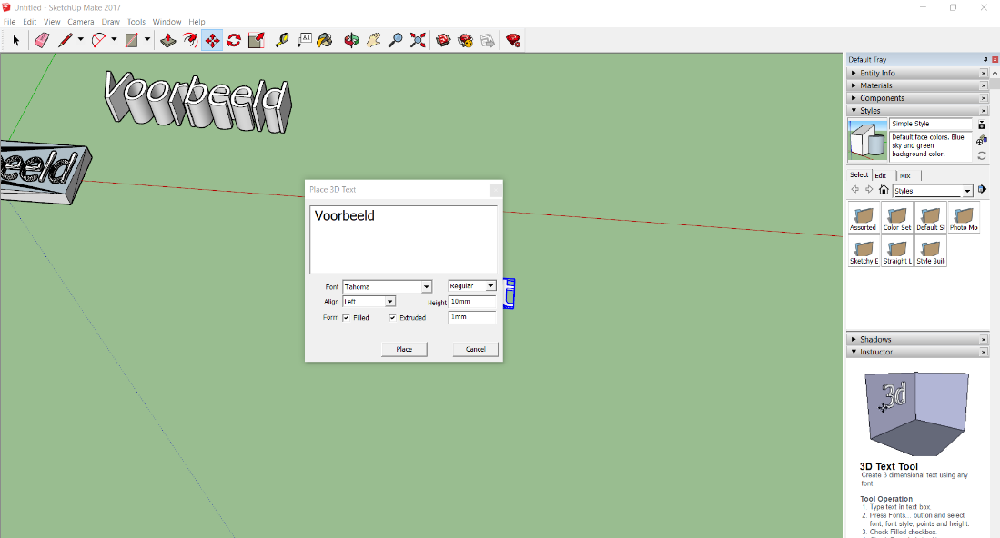 Untitled - SketchUp Make 2017
File Edit View Camera Draw Tools Window Help
A1
Default Tray
Entity Info
Materials
Components
Styles
Simple Style
Default face colors. Blue
sky and green
background color.
Select Edit Mix
Styles
Assorted Color Set Default S Photo Mo
Sketchy E Straight L Style Buil
Shadows
Instructor
3d
3D Text Tool
Create 3 dimensional text using any
font.
Tool Operation
1. Type text in text box.
2. Press Fonts... button and select
font, font style, points and height.
3. Check Filled checkbox.
Voorbeeld
eeld
Place 3D Text
Voorbeeld
Font Tahoma Regular
Align Left Height 10mm
Form Filled Extruded 1mm
Place Cancel